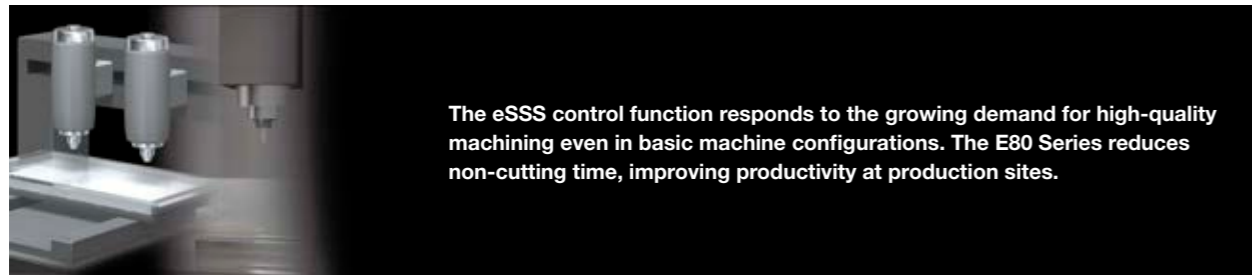 The eSSS control function responds to the growing demand for high-quality
machining even in basic machine configurations. The E80 Series reduces
non-cutting time, improving productivity at production sites.